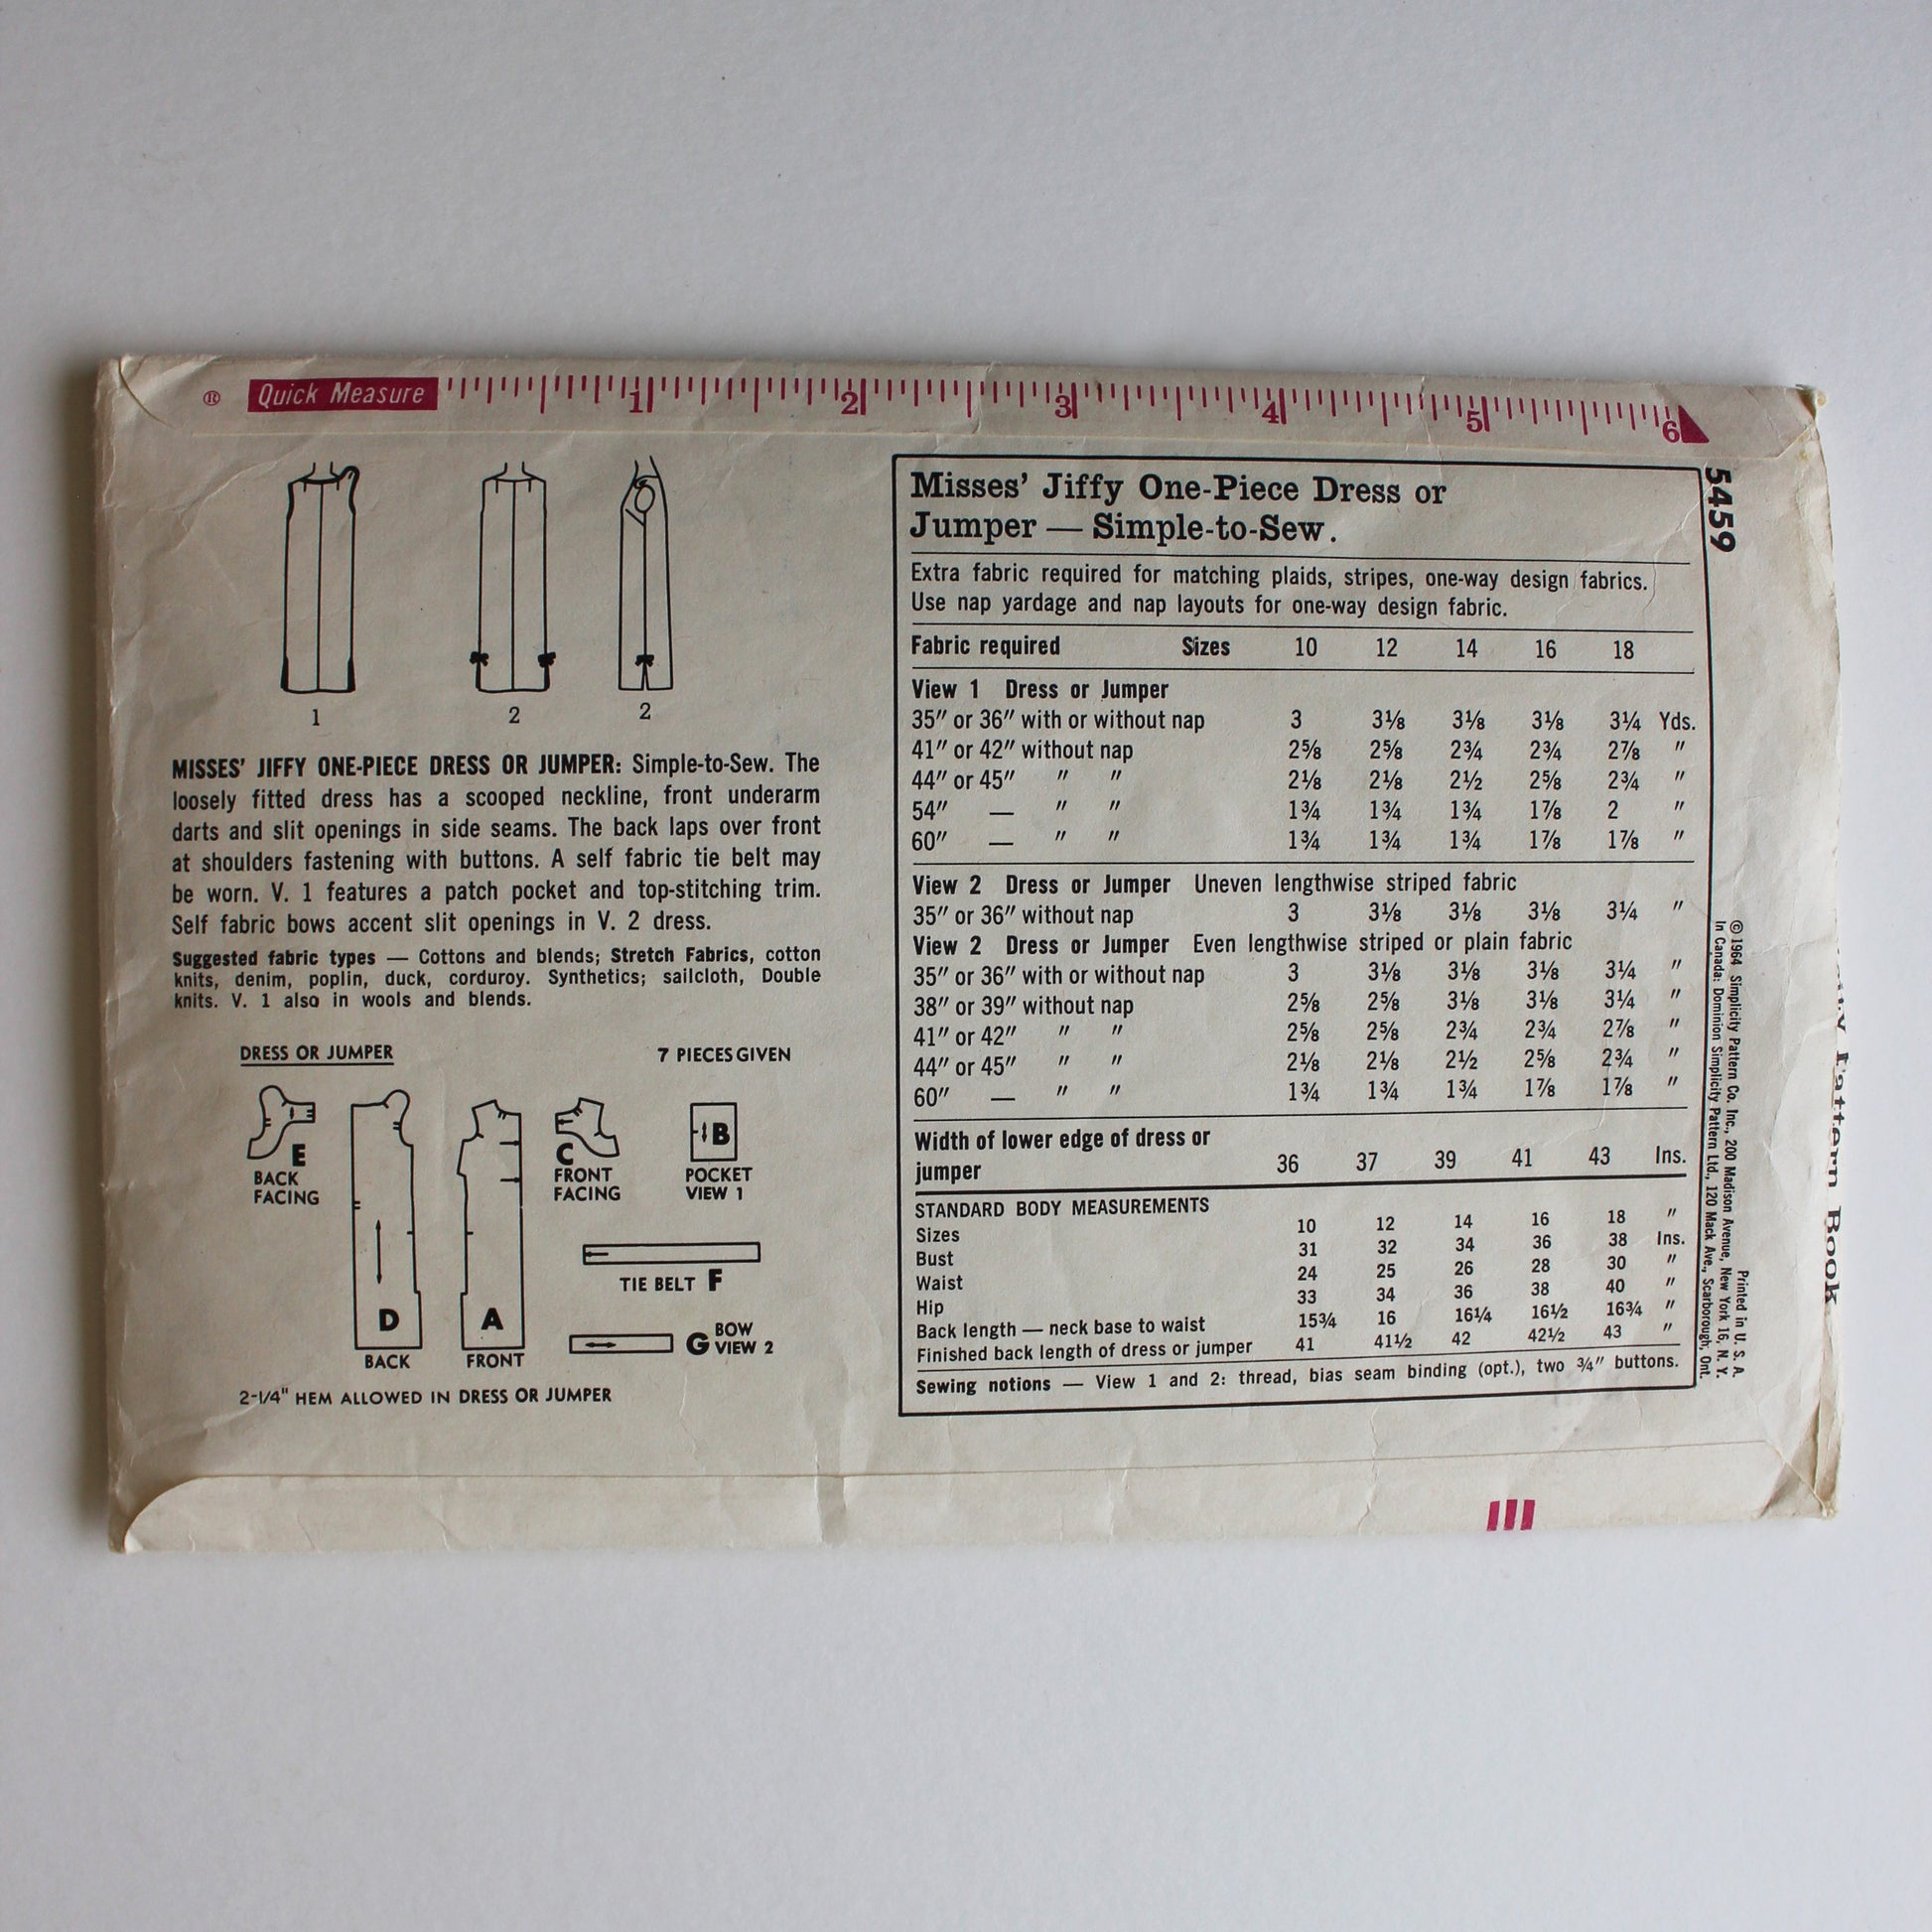 ® Quick Measure 1 2 3 4 5 6
1 2 2
MISSES' JIFFY ONE-PIECE DRESS OR JUMPER: Simple-to-Sew. The
loosely fitted dress has a scooped neckline, front underarm
darts and slit openings in side seams. The back laps over front
at shoulders fastening with buttons. A self fabric tie belt may
be worn. V. 1 features a patch pocket and top-stitching trim.
Self fabric bows accent slit openings in V. 2 dress.
Suggested fabric types — Cottons and blends; Stretch Fabrics, cotton
knits, denim, poplin, duck, corduroy. Synthetics; sailcloth, Double
knits. V. 1 also in wools and blends.
DRESS OR JUMPER 7 PIECES GIVEN
E
BACK
FACING
D
BACK
A
FRONT
C
FRONT
FACING
B
POCKET
VIEW 1
TIE BELT F
G BOW
VIEW 2
2-1/4" HEM ALLOWED IN DRESS OR JUMPER
Misses' Jiffy One-Piece Dress or
Jumper — Simple-to-Sew.
Extra fabric required for matching plaids, stripes, one-way design fabrics.
Use nap yardage and nap layouts for one-way design fabric.
Fabric required Sizes 10 12 14 16 18
View 1 Dress or Jumper
35″ or 36″ with or without nap 3 3⅛ 3⅛ 3⅛ 3¼ Yds.
41″ or 42″ without nap 2⅝ 2⅝ 2¾ 2¾ 2⅞ ″
44″ or 45″ ″ ″ 2⅛ 2⅛ 2½ 2⅝ 2¾ ″
54″ — ″ ″ 1¾ 1¾ 1¾ 1⅞ 2 ″
60″ — ″ ″ 1¾ 1¾ 1¾ 1⅞ 1⅞ ″
View 2 Dress or Jumper Uneven lengthwise striped fabric
35″ or 36″ without nap 3 3⅛ 3⅛ 3⅛ 3¼ ″
View 2 Dress or Jumper Even lengthwise striped or plain fabric
35″ or 36″ with or without nap 3 3⅛ 3⅛ 3⅛ 3¼ ″
38″ or 39″ without nap 2⅝ 2⅝ 3⅛ 3⅛ 3¼ ″
41″ or 42″ ″ ″ 2⅝ 2⅝ 2¾ 2¾ 2⅞ ″
44″ or 45″ ″ ″ 2⅛ 2⅛ 2½ 2⅝ 2¾ ″
60″ — ″ ″ 1¾ 1¾ 1¾ 1⅞ 1⅞ ″
Width of lower edge of dress or
jumper 36 37 39 41 43 Ins.
STANDARD BODY MEASUREMENTS
Sizes 10 12 14 16 18 ″
Bust 31 32 34 36 38 Ins.
Waist 24 25 26 28 30 ″
Hip 33 34 36 38 40 ″
Back length — neck base to waist 15¾ 16 16¼ 16½ 16¾ ″
Finished back length of dress or jumper 41 41½ 42 42½ 43 ″
Sewing notions — View 1 and 2: thread, bias seam binding (opt.), two ¾″ buttons.
5459
© 1964 Simplicity Pattern Co. Inc., 200 Madison Avenue, New York 16, N. Y.
In Canada: Dominion Simplicity Pattern Ltd., 120 Mack Ave., Scarborough, Ont.
Printed in U. S. A.
Pattern Book